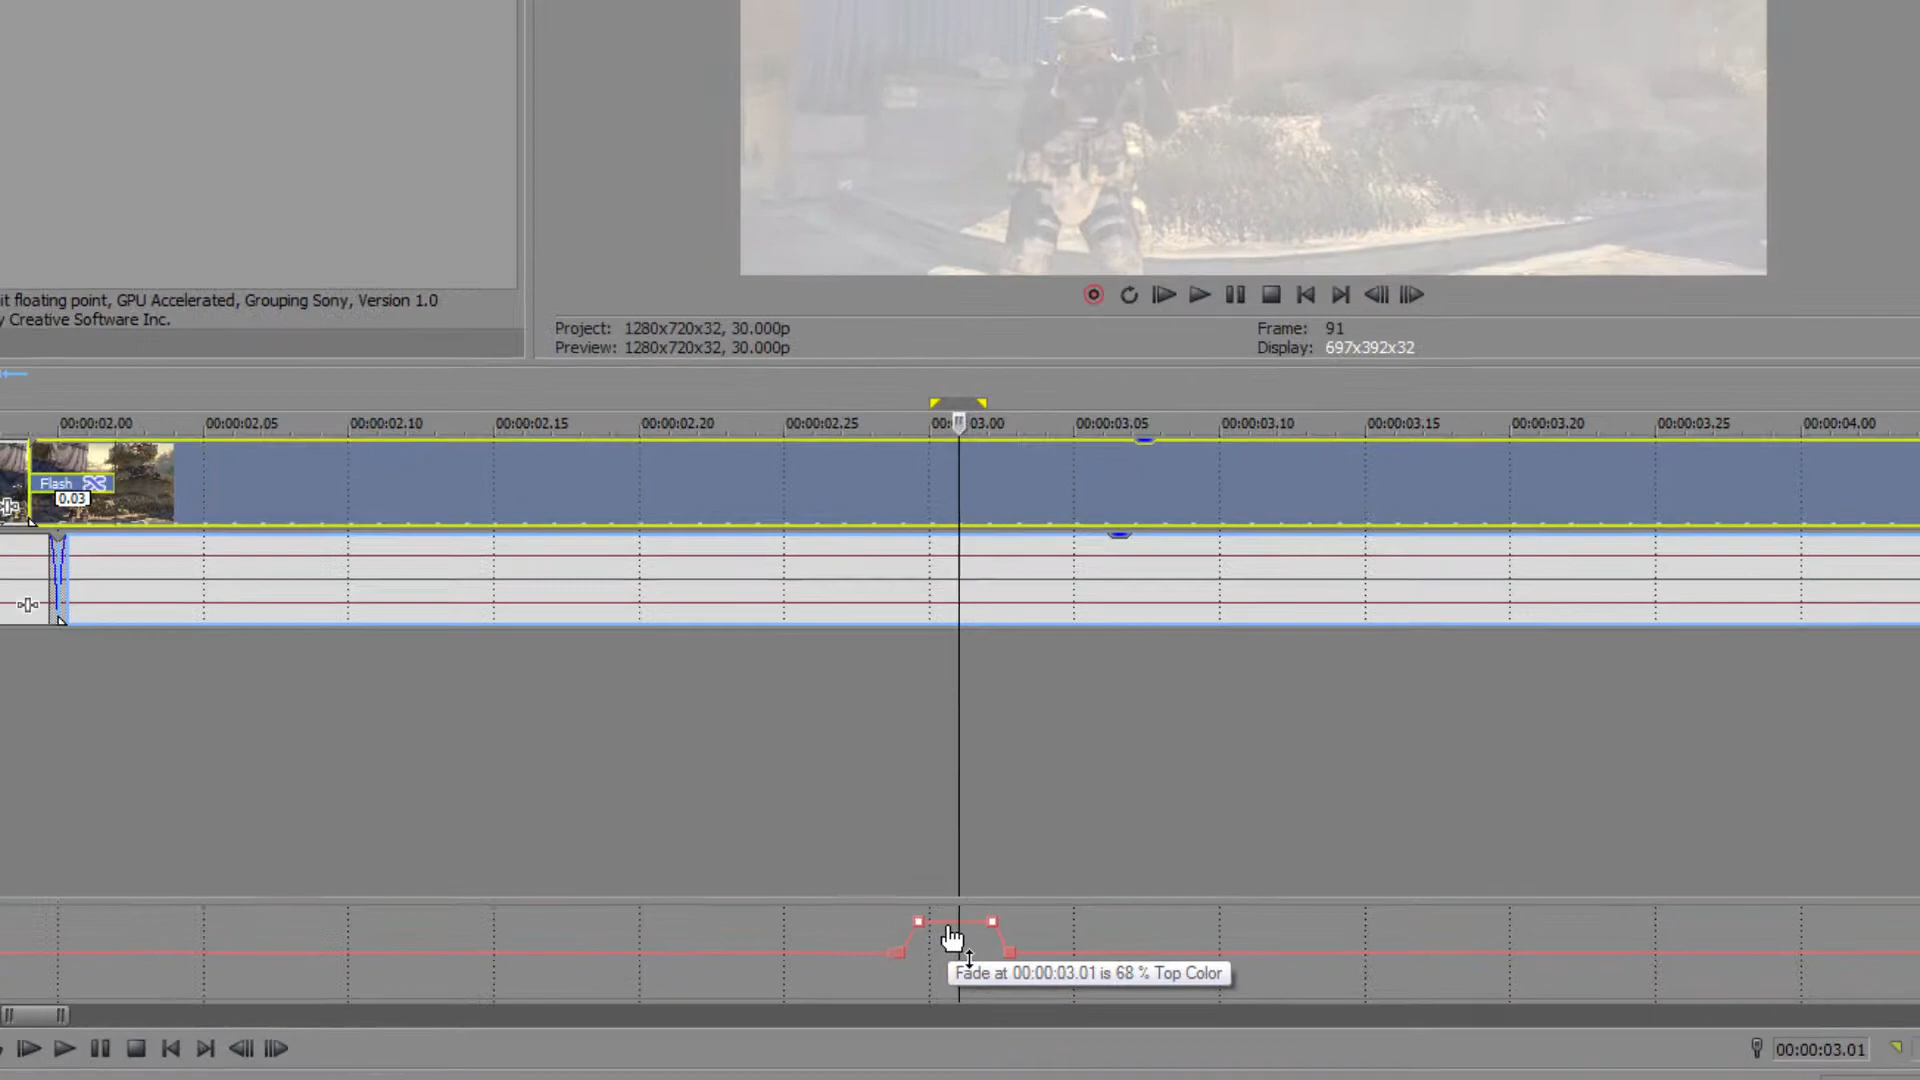 it floating point, GPU Accelerated, Grouping Sony, Version 1.0
y Creative Software Inc.
Project: 1280x720x32, 30.000p
Preview: 1280x720x32, 30.000p
Frame: 91
Display: 697x392x32
00:00:02.00 00:00:02.05 00:00:02.10 00:00:02.15 00:00:02.20 00:00:02.25 00:00:03.00 00:00:03.05 00:00:03.10 00:00:03.15 00:00:03.20 00:00:03.25 00:00:04.00
Flash
0.03
Fade at 00:00:03.01 is 68 % Top Color
00:00:03.01